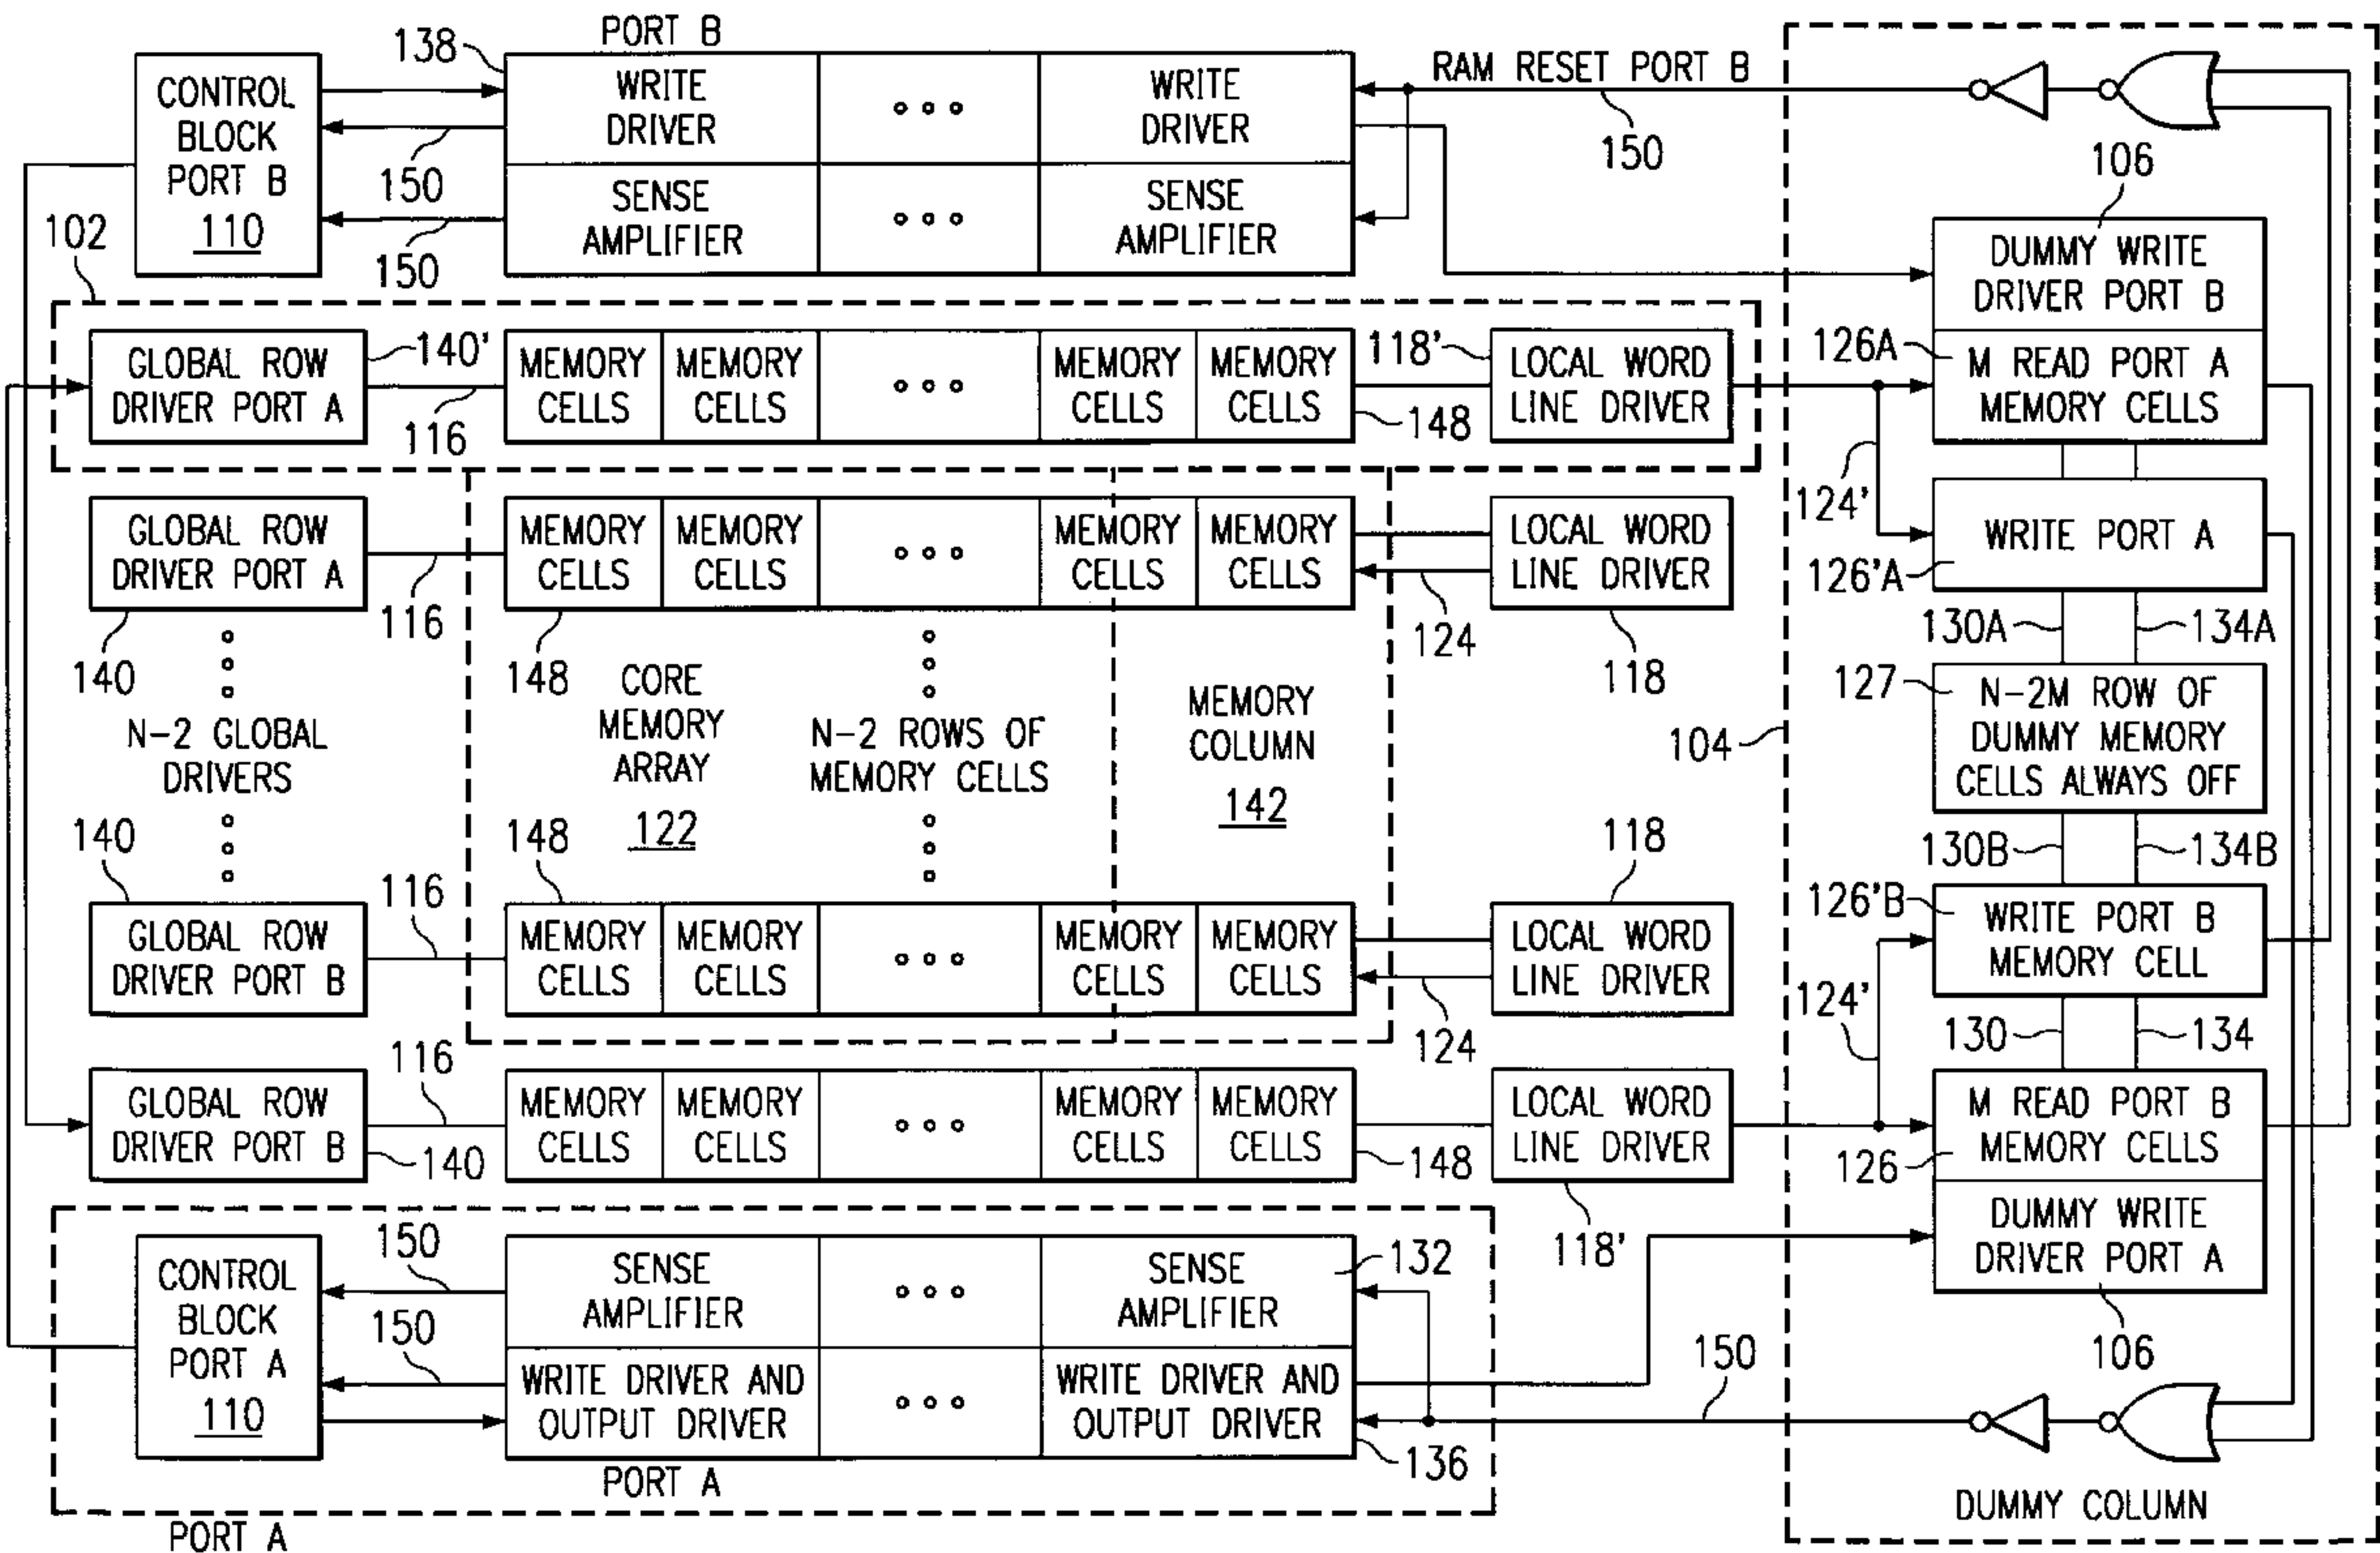 PORT B
138
CONTROL
BLOCK
PORT B
110
WRITE
DRIVER
WRITE
DRIVER
SENSE
AMPLIFIER
SENSE
AMPLIFIER
150
150
RAM RESET PORT B
150
106
DUMMY WRITE
DRIVER PORT B
102
GLOBAL ROW
DRIVER PORT A
140'
116
MEMORY
CELLS
MEMORY
CELLS
MEMORY
CELLS
MEMORY
CELLS
148
118'
LOCAL WORD
LINE DRIVER
126A
M READ PORT A
MEMORY CELLS
124'
GLOBAL ROW
DRIVER PORT A
140
116
MEMORY
CELLS
MEMORY
CELLS
MEMORY
CELLS
MEMORY
CELLS
148
124
LOCAL WORD
LINE DRIVER
118
WRITE PORT A
126'A
130A
134A
N-2 GLOBAL
DRIVERS
CORE
MEMORY
ARRAY
122
N-2 ROWS OF
MEMORY CELLS
MEMORY
COLUMN
142
104
127
N-2M ROW OF
DUMMY MEMORY
CELLS ALWAYS OFF
130B
134B
140
GLOBAL ROW
DRIVER PORT B
116
148
MEMORY
CELLS
MEMORY
CELLS
MEMORY
CELLS
MEMORY
CELLS
124
118
LOCAL WORD
LINE DRIVER
126'B
WRITE PORT B
MEMORY CELL
124'
130
134
GLOBAL ROW
DRIVER PORT B
140
116
MEMORY
CELLS
MEMORY
CELLS
MEMORY
CELLS
MEMORY
CELLS
148
LOCAL WORD
LINE DRIVER
118'
M READ PORT B
MEMORY CELLS
126
DUMMY WRITE
DRIVER PORT A
106
CONTROL
BLOCK
PORT A
110
150
150
SENSE
AMPLIFIER
SENSE
AMPLIFIER
132
WRITE DRIVER AND
OUTPUT DRIVER
WRITE DRIVER AND
OUTPUT DRIVER
136
150
PORT A
PORT A
DUMMY COLUMN